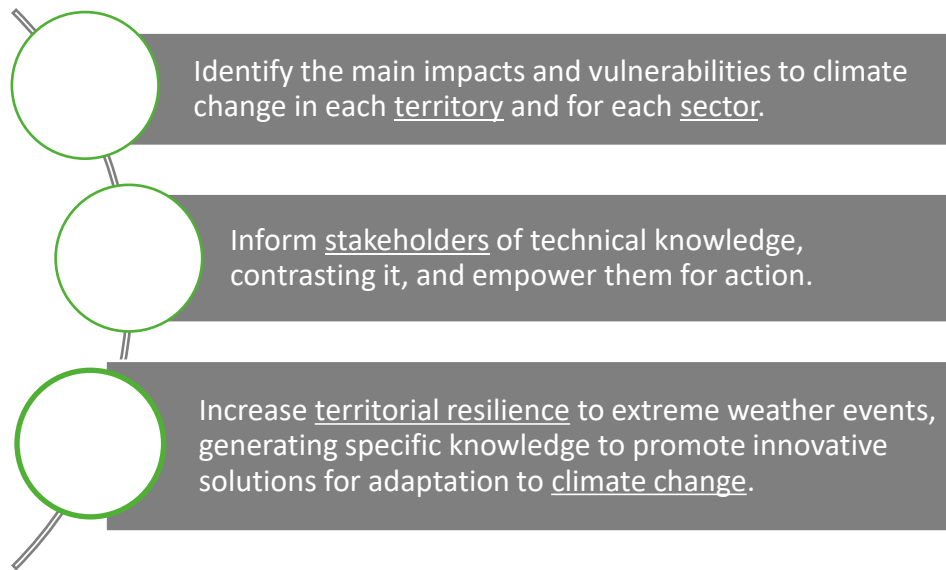 Identify the main impacts and vulnerabilities to climate
change in each territory and for each sector.
Inform stakeholders of technical knowledge,
contrasting it, and empower them for action.
Increase territorial resilience to extreme weather events,
generating specific knowledge to promote innovative
solutions for adaptation to climate change.